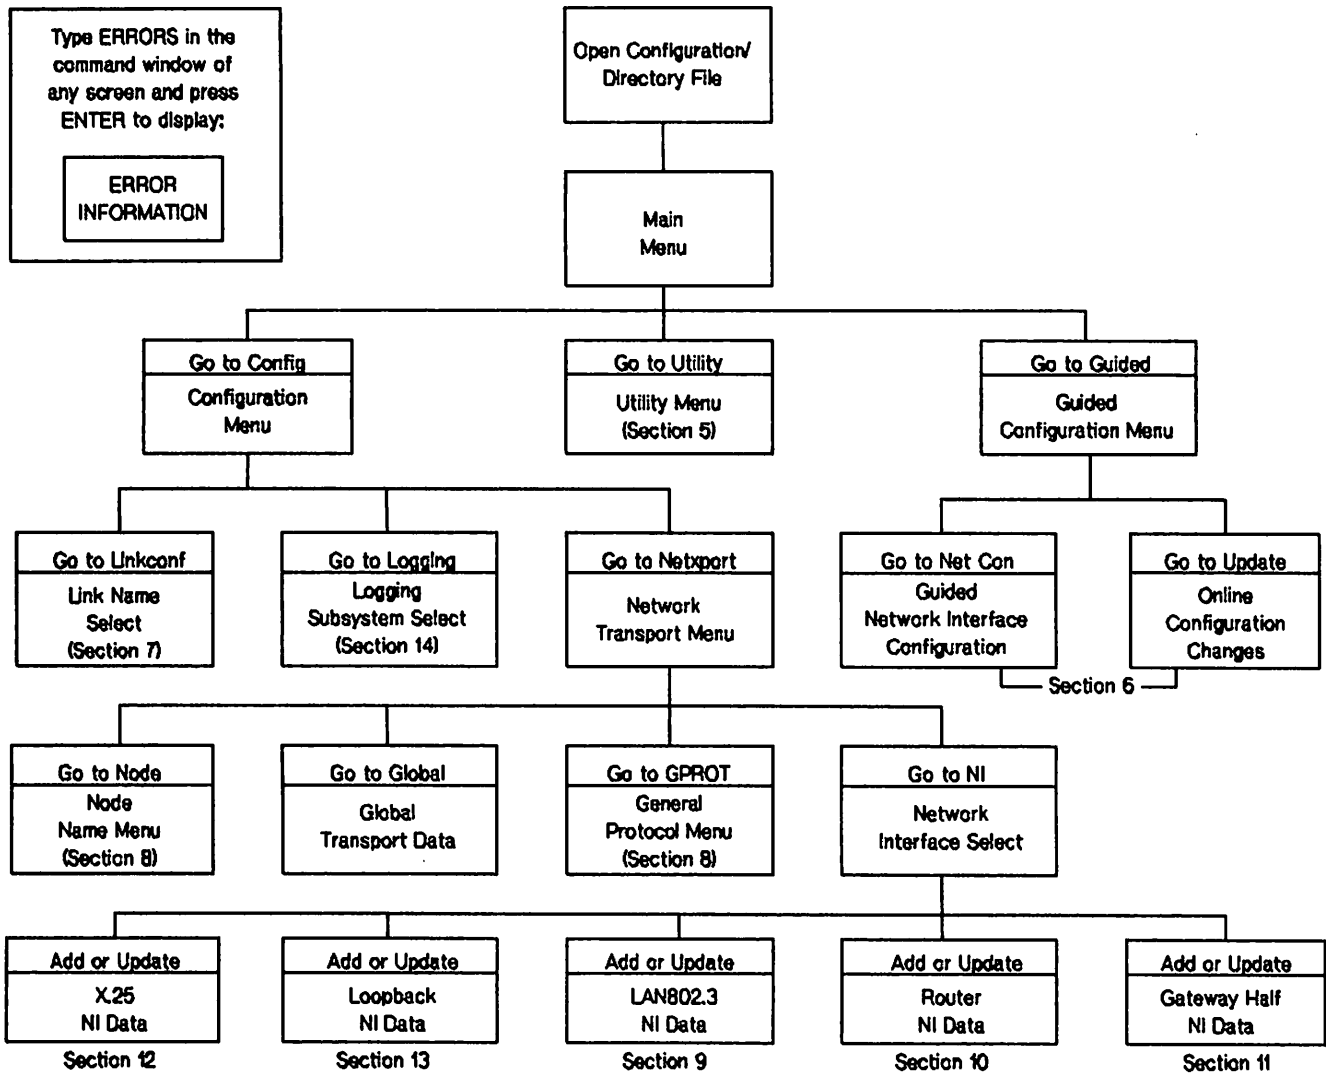 Type ERRORS in the
command window of
any screen and press
ENTER to display:
ERROR
INFORMATION
Open Configuration/
Directory File
Main
Menu
Go to Config
Configuration
Menu
Go to Utility
Utility Menu
(Section 5)
Go to Guided
Guided
Configuration Menu
Go to Linkconf
Link Name
Select
(Section 7)
Go to Logging
Logging
Subsystem Select
(Section 14)
Go to Netxport
Network
Transport Menu
Go to Net Con
Guided
Network Interface
Configuration
Go to Update
Online
Configuration
Changes
Section 6
Go to Node
Node
Name Menu
(Section 8)
Go to Global
Global
Transport Data
Go to GPROT
General
Protocol Menu
(Section 8)
Go to NI
Network
Interface Select
Add or Update
X.25
NI Data
Section 12
Add or Update
Loopback
NI Data
Section 13
Add or Update
LAN802.3
NI Data
Section 9
Add or Update
Router
NI Data
Section 10
Add or Update
Gateway Half
NI Data
Section 11